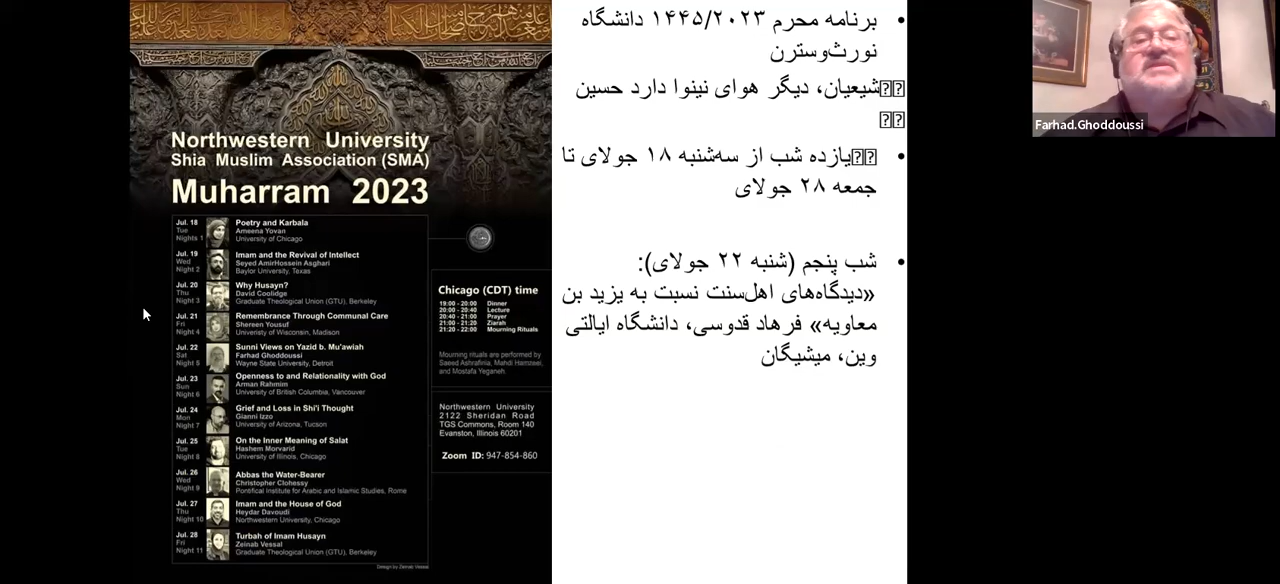 Northwestern University
Shia Muslim Association (SMA)
Muharram 2023
Jul. 18
Tue
Nights 1
Poetry and Karbala
Ameena Yovan
University of Chicago
Jul. 19
Wed
Night 2
Imam and the Revival of Intellect
Seyed AmirHossein Asghari
Baylor University, Texas
Jul. 20
Thu
Night 3
Why Husayn?
David Coolidge
Graduate Theological Union (GTU), Berkeley
Jul. 21
Fri
Night 4
Remembrance Through Communal Care
Shereen Yousuf
Univeristy of Wisconsin, Madison
Jul. 22
Sat
Night 5
Sunni Views on Yazid b. Mu'awiah
Farhad Ghoddoussi
Wayne State University, Detroit
Jul. 23
Sun
Night 6
Openness to and Relationality with God
Arman Rahmim
University of British Columbia, Vancouver
Jul. 24
Mon
Night 7
Grief and Loss in Shi'i Thought
Gianni Izzo
University of Arizona, Tucson
Jul. 25
Tue
Night 8
On the Inner Meaning of Salat
Hashem Morvarid
University of Illinois, Chicago
Jul. 26
Wed
Night 9
Abbas the Water-Bearer
Christopher Clohessy
Pontifical Institute for Arabic and Islamic Studies, Rome
Jul. 27
Thu
Night 10
Imam and the House of God
Heydar Davoudi
Northwestern University, Chicago
Jul. 28
Fri
Night 11
Turbah of Imam Husayn
Zeinab Vessal
Graduate Theological Union (GTU), Berkeley
Chicago (CDT) time
19:00 - 20:00 Dinner
20:00 - 20:40 Lecture
20:40 - 21:00 Prayer
21:00 - 21:20 Ziarah
21:20 - 22:00 Mourning Rituals
Mourning rituals are performed by
Saeed Ashrafinia, Mahdi
and Mostafa Yeganeh
Northwestern University
2122 Sheridan Road
TGS Commons, Room 140
Evanston, Illinois 60201
Zoom ID: 947-854-860
Design by Zeinab Vessal
• برنامه محرم ۱۴۴۵/۲۰۲۳ دانشگاه
نورث‌وسترن
شیعیان، دیگر هوای نینوا دارد حسین
• یازده شب از سه‌شنبه ۱۸ جولای تا
جمعه ۲۸ جولای
• شب پنجم (شنبه ۲۲ جولای):
«دیدگاه‌های اهل‌سنت نسبت به یزید بن
معاویه» فرهاد قدوسی، دانشگاه ایالتی
وین، میشیگان
Farhad.Ghoddoussi